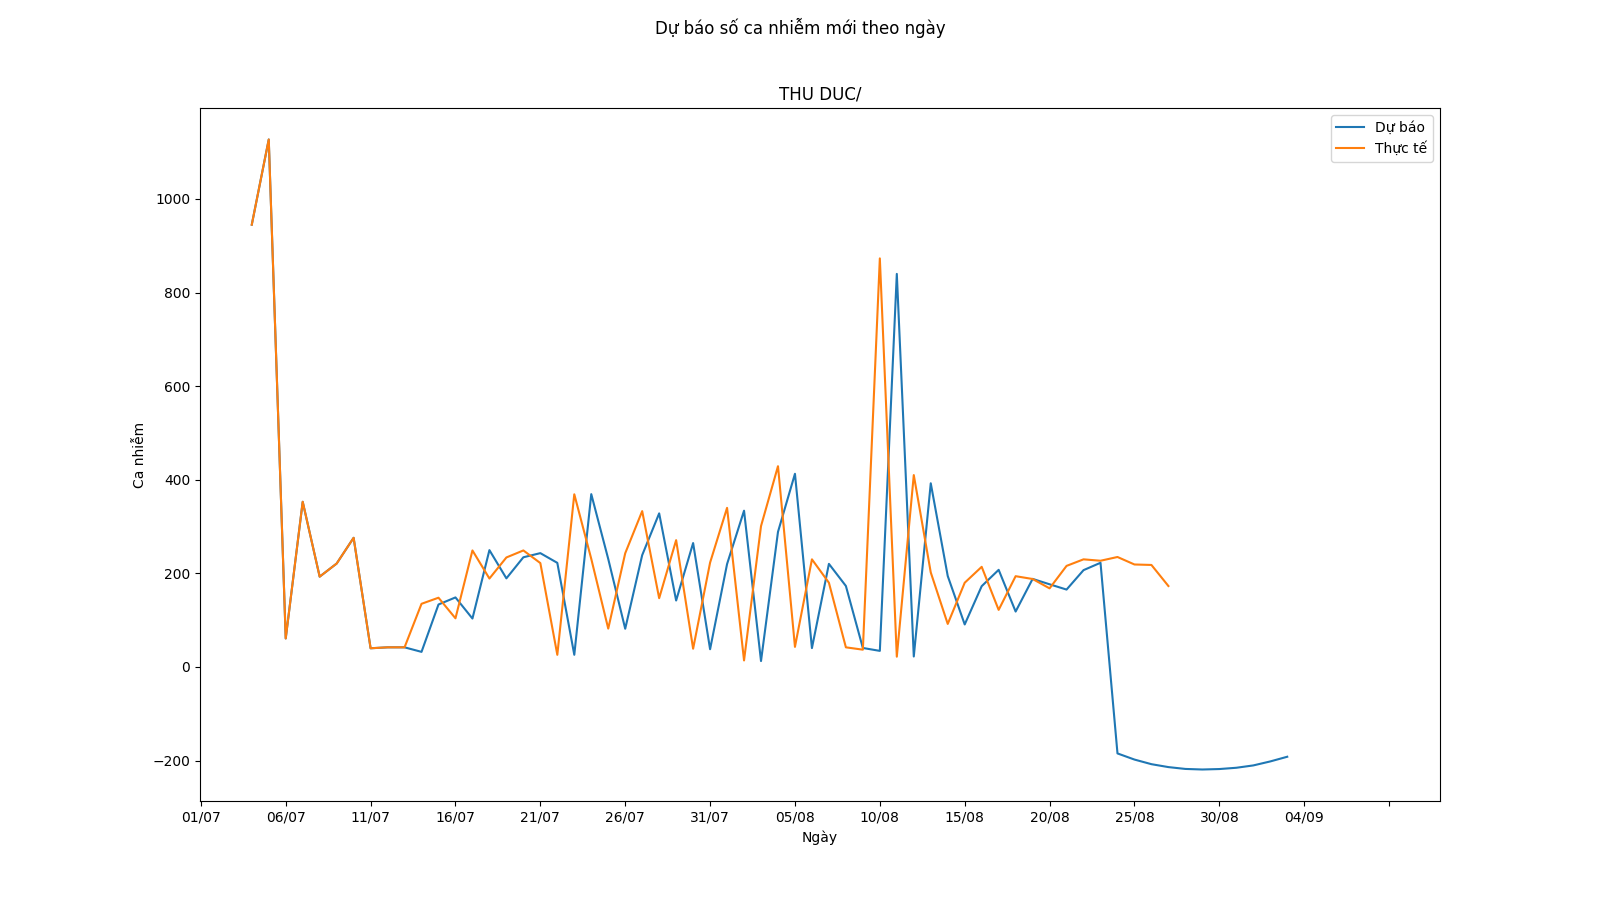 Dự báo số ca nhiễm mới theo ngày
THU DUC/
Dự báo
Thực tế
1000
800
600
400
200
0
−200
Ca nhiễm
01/07 06/07 11/07 16/07 21/07 26/07 31/07 05/08 10/08 15/08 20/08 25/08 30/08 04/09
Ngày